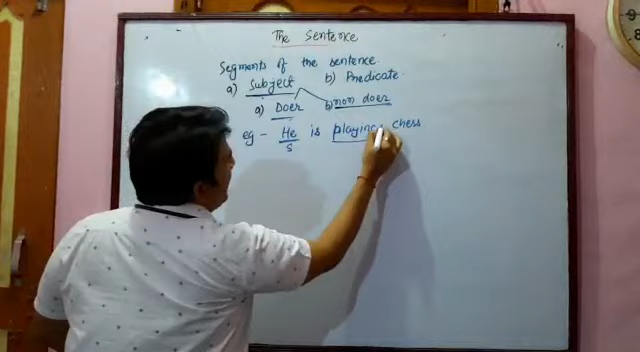 The Sentence
Segments of the sentence.
a) Subject b) Predicate.
a) Doer b) non doer
eg - He is playing chess
S